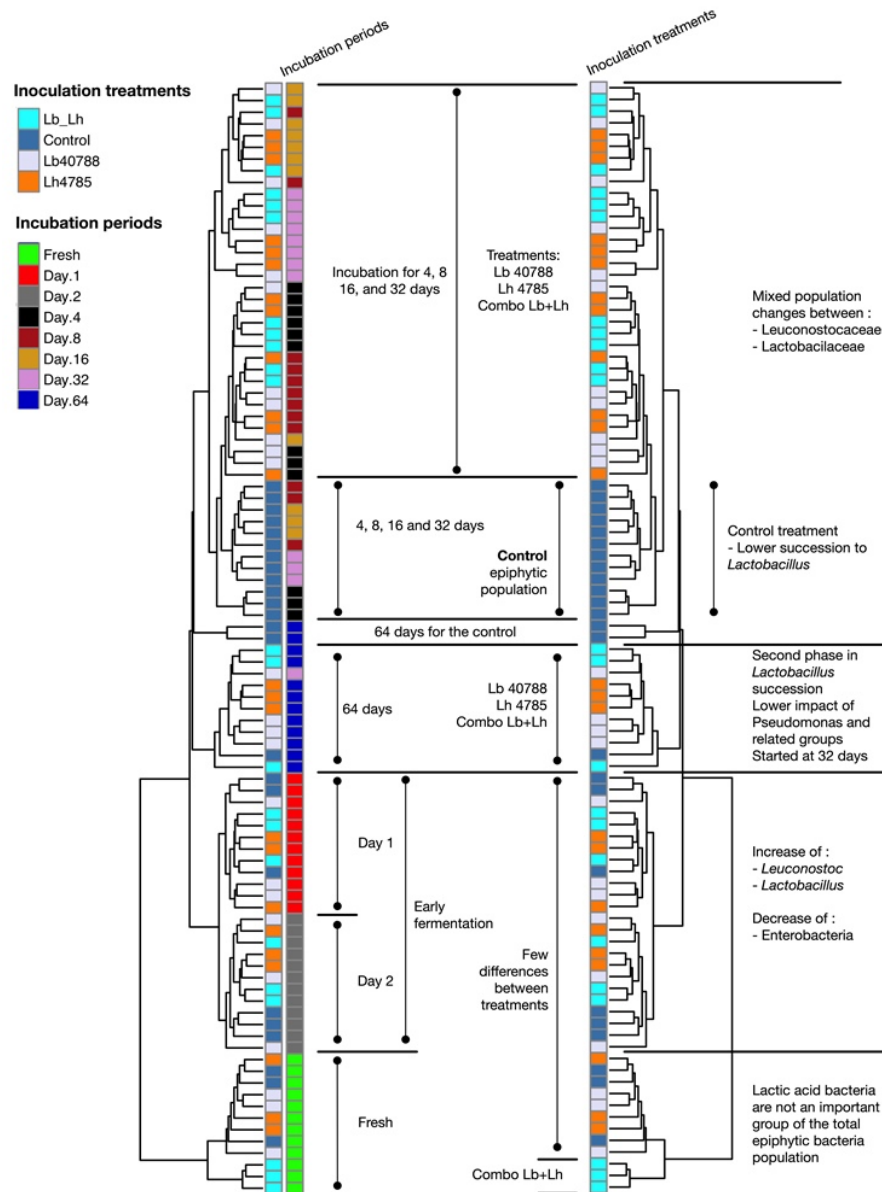 Incubation periods
Inoculation treatments
Inoculation treatments
Lb_Lh
Control
Lb40788
Lh4785
Incubation periods
Fresh
Day.1
Day.2
Day.4
Day.8
Day.16
Day.32
Day.64
Incubation for 4, 8
16, and 32 days
Treatments:
Lb 40788
Lh 4785
Combo Lb+Lh
Mixed population
changes between :
- Leuconostocaceae
- Lactobacilaceae
4, 8, 16 and 32 days
Control
epiphytic
population
Control treatment
- Lower succession to
Lactobacillus
64 days for the control
64 days
Lb 40788
Lh 4785
Combo Lb+Lh
Second phase in
Lactobacillus
succession
Lower impact of
Pseudomonas and
related groups
Started at 32 days
Day 1
Early
fermentation
Day 2
Few
differences
between
treatments
Increase of :
- Leuconostoc
- Lactobacillus
Decrease of :
- Enterobacteria
Fresh
Combo Lb+Lh
Lactic acid bacteria
are not an important
group of the total
epiphytic bacteria
population